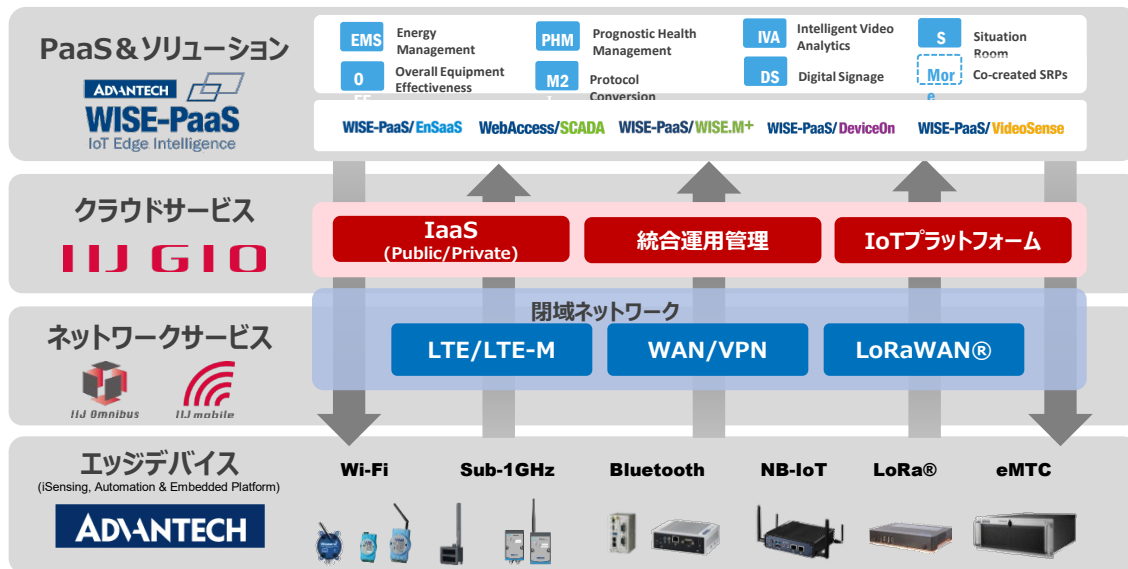 PaaS&ソリューション
ADVANTECH
WISE-PaaS
IoT Edge Intelligence
EMS
Energy
Management
PHM
Prognostic Health
Management
IVA
Intelligent Video
Analytics
S
Situation
Room
O
Overall Equipment
Effectiveness
M2
Protocol
Conversion
DS
Digital Signage
Mor
e
Co-created SRPs
WISE-PaaS/EnSaaS
WebAccess/SCADA
WISE-PaaS/WISE.M+
WISE-PaaS/DeviceOn
WISE-PaaS/VideoSense
クラウドサービス
IIJ GIO
IaaS
(Public/Private)
統合運用管理
IoTプラットフォーム
ネットワークサービス
IIJ Omnibus
IIJ mobile
閉域ネットワーク
LTE/LTE-M
WAN/VPN
LoRaWAN®
エッジデバイス
(iSensing, Automation & Embedded Platform)
ADVANTECH
Wi-Fi
Sub-1GHz
Bluetooth
NB-IoT
LoRa®
eMTC